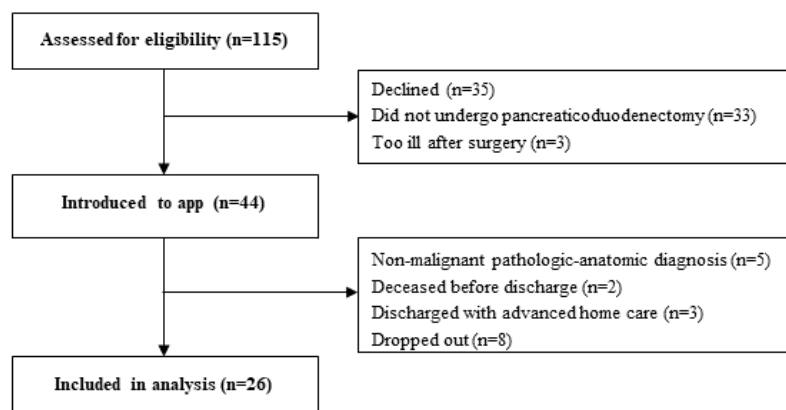 Assessed for eligibility (n=115)
Declined (n=35)
Did not undergo pancreaticoduodenectomy (n=33)
Too ill after surgery (n=3)
Introduced to app (n=44)
Non-malignant pathologic-anatomic diagnosis (n=5)
Deceased before discharge (n=2)
Discharged with advanced home care (n=3)
Dropped out (n=8)
Included in analysis (n=26)